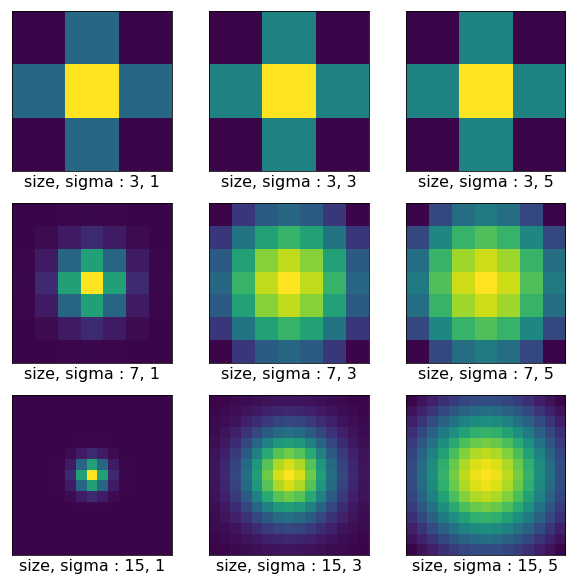 size, sigma : 3, 1
size, sigma : 3, 3
size, sigma : 3, 5
size, sigma : 7, 1
size, sigma : 7, 3
size, sigma : 7, 5
size, sigma : 15, 1
size, sigma : 15, 3
size, sigma : 15, 5